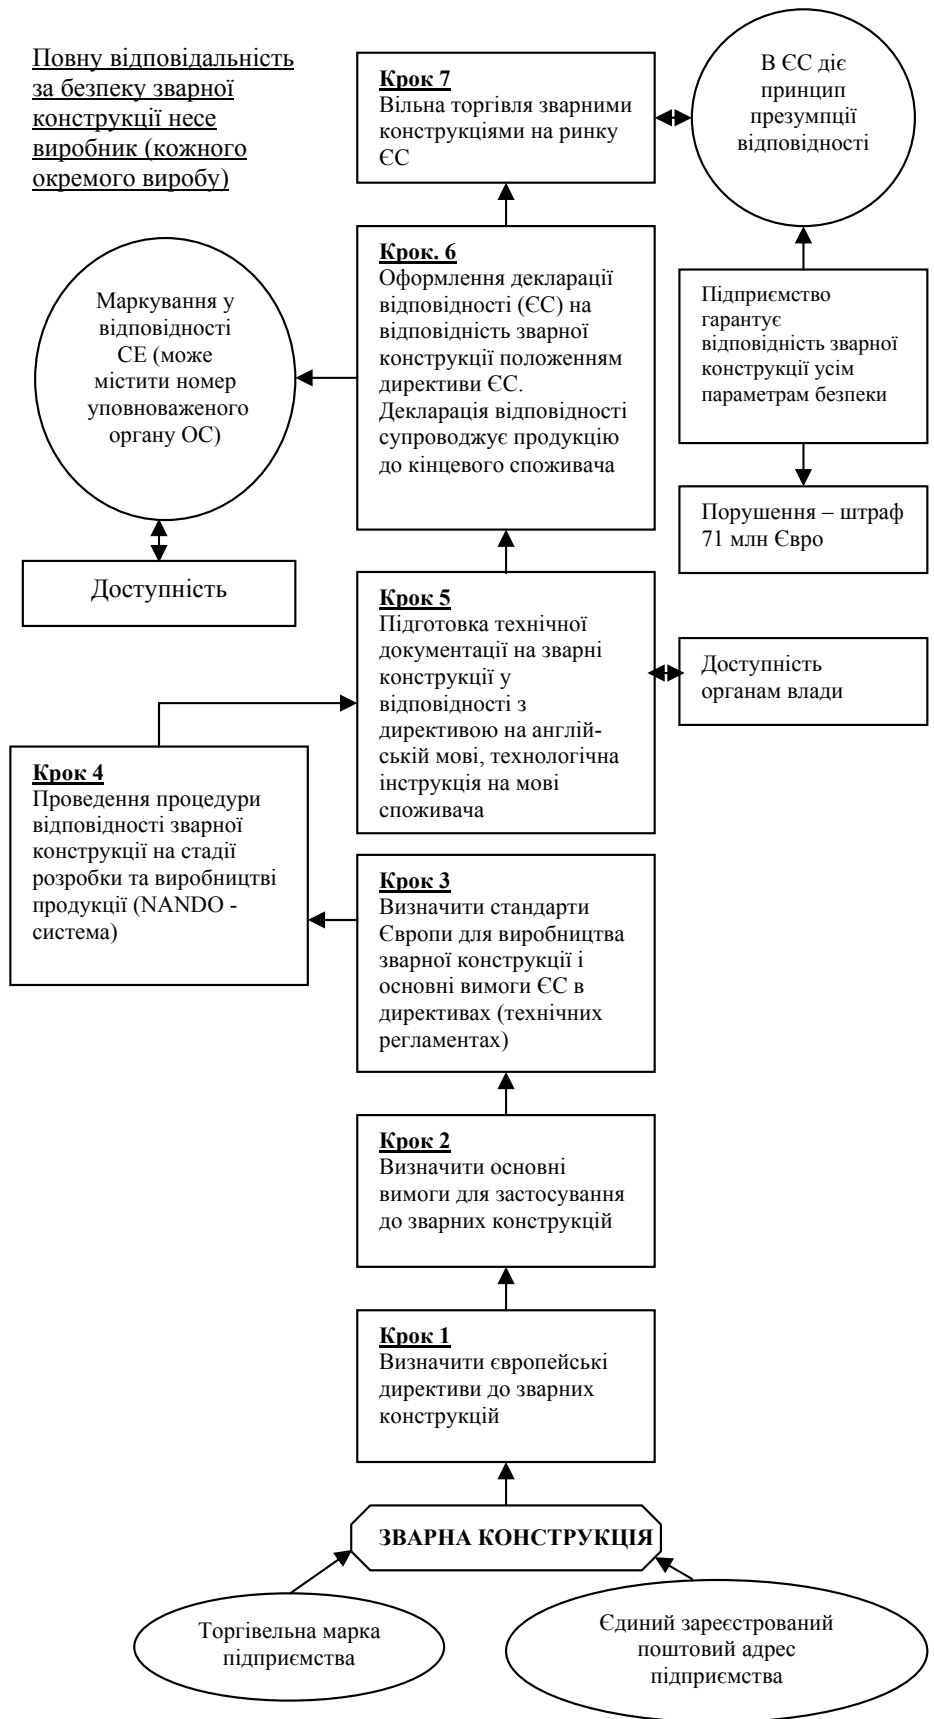 Повну відповідальність
за безпеку зварної
конструкції несе
виробник (кожного
окремого виробу)
Крок 7
Вільна торгівля зварними
конструкціями на ринку
ЄС
В ЄС діє
принцип
презумпції
відповідності
Крок. 6
Оформлення декларації
відповідності (ЄС) на
відповідність зварної
конструкції положенням
директиви ЄС.
Декларація відповідності
супроводжує продукцію
до кінцевого споживача
Маркування у
відповідності
СЕ (може
містити номер
уповноваженого
органу ОС)
Підприємство
гарантує
відповідність зварної
конструкції усім
параметрам безпеки
Порушення – штраф
71 млн Євро
Доступність
Крок 5
Підготовка технічної
документації на зварні
конструкції у
відповідності з
директивою на англій-
ській мові, технологічна
інструкція на мові
споживача
Доступність
органам влади
Крок 4
Проведення процедури
відповідності зварної
конструкції на стадії
розробки та виробництві
продукції (NANDO -
система)
Крок 3
Визначити стандарти
Європи для виробництва
зварної конструкції і
основні вимоги ЄС в
директивах (технічних
регламентах)
Крок 2
Визначити основні
вимоги для застосування
до зварних конструкцій
Крок 1
Визначити європейські
директиви до зварних
конструкцій
ЗВАРНА КОНСТРУКЦІЯ
Торгівельна марка
підприємства
Єдиний зареєстрований
поштовий адрес
підприємства